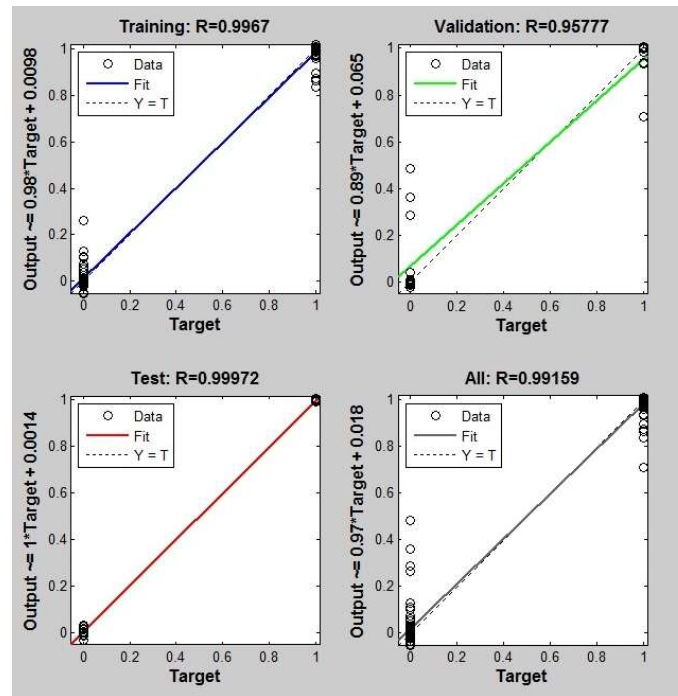 Training: R=0.9967
Output ~= 0.98*Target + 0.0098
1
0.8
0.6
0.4
0.2
0
Data
Fit
Y = T
0 0.2 0.4 0.6 0.8 1
Target
Validation: R=0.95777
Output ~= 0.89*Target + 0.065
1
0.8
0.6
0.4
0.2
0
Data
Fit
Y = T
0 0.2 0.4 0.6 0.8 1
Target
Test: R=0.99972
Output ~= 1*Target + 0.0014
1
0.8
0.6
0.4
0.2
0
Data
Fit
Y = T
0 0.2 0.4 0.6 0.8 1
Target
All: R=0.99159
Output ~= 0.97*Target + 0.018
1
0.8
0.6
0.4
0.2
0
Data
Fit
Y = T
0 0.2 0.4 0.6 0.8 1
Target